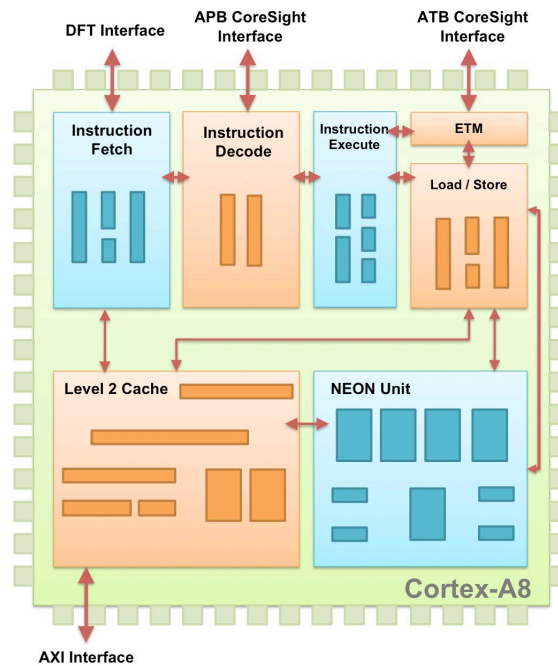 DFT Interface
APB CoreSight
Interface
ATB CoreSight
Interface
Instruction
Fetch
Instruction
Decode
Instruction
Execute
ETM
Load / Store
Level 2 Cache
NEON Unit
Cortex-A8
AXI Interface